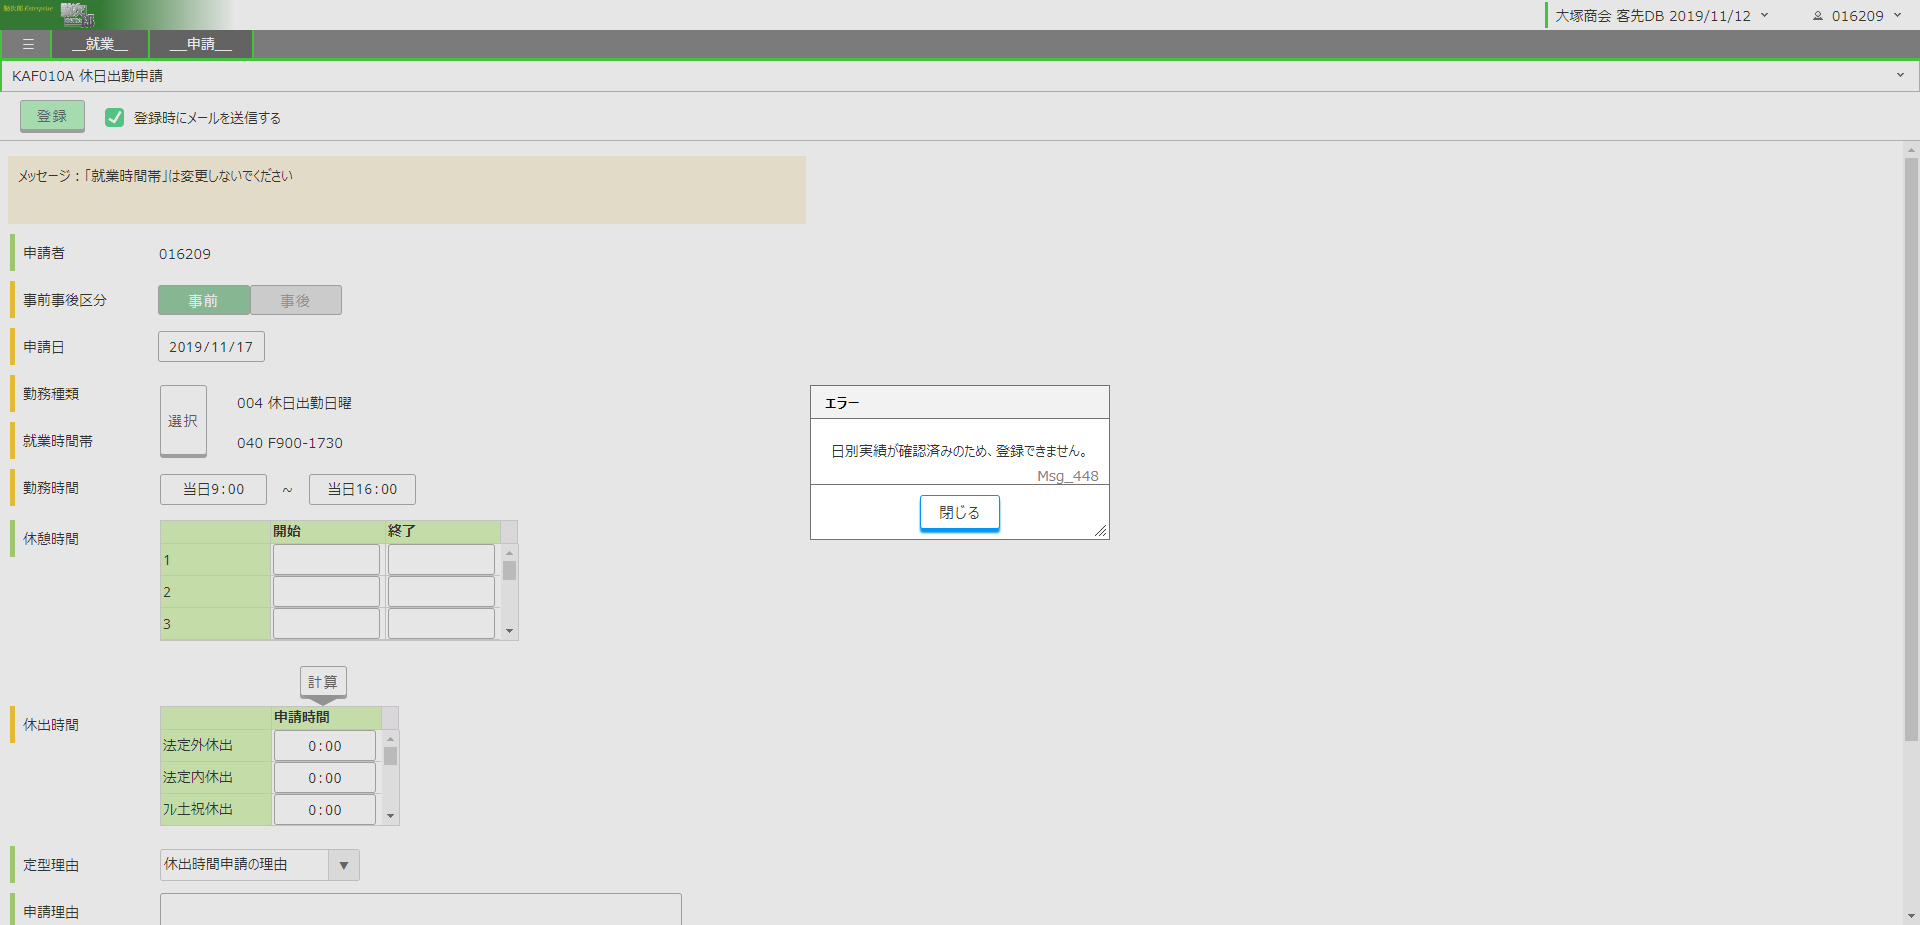 勤次郎 Enterprise
大塚商会 客先DB 2019/11/12
016209
__就業__
__申請__
KAF010A 休日出勤申請
登録
登録時にメールを送信する
メッセージ:「就業時間帯」は変更しないでください
申請者
016209
事前事後区分
事前
事後
申請日
2019/11/17
勤務種類
選択
004 休日出勤日曜
就業時間帯
040 F900-1730
勤務時間
当日9:00
~
当日16:00
休憩時間
開始
終了
1
2
3
計算
休出時間
申請時間
法定外休出
0:00
法定内休出
0:00
フル土祝休出
0:00
定型理由
休出時間申請の理由
▼
申請理由
エラー
日別実績が確認済みのため、登録できません。
Msg_448
閉じる